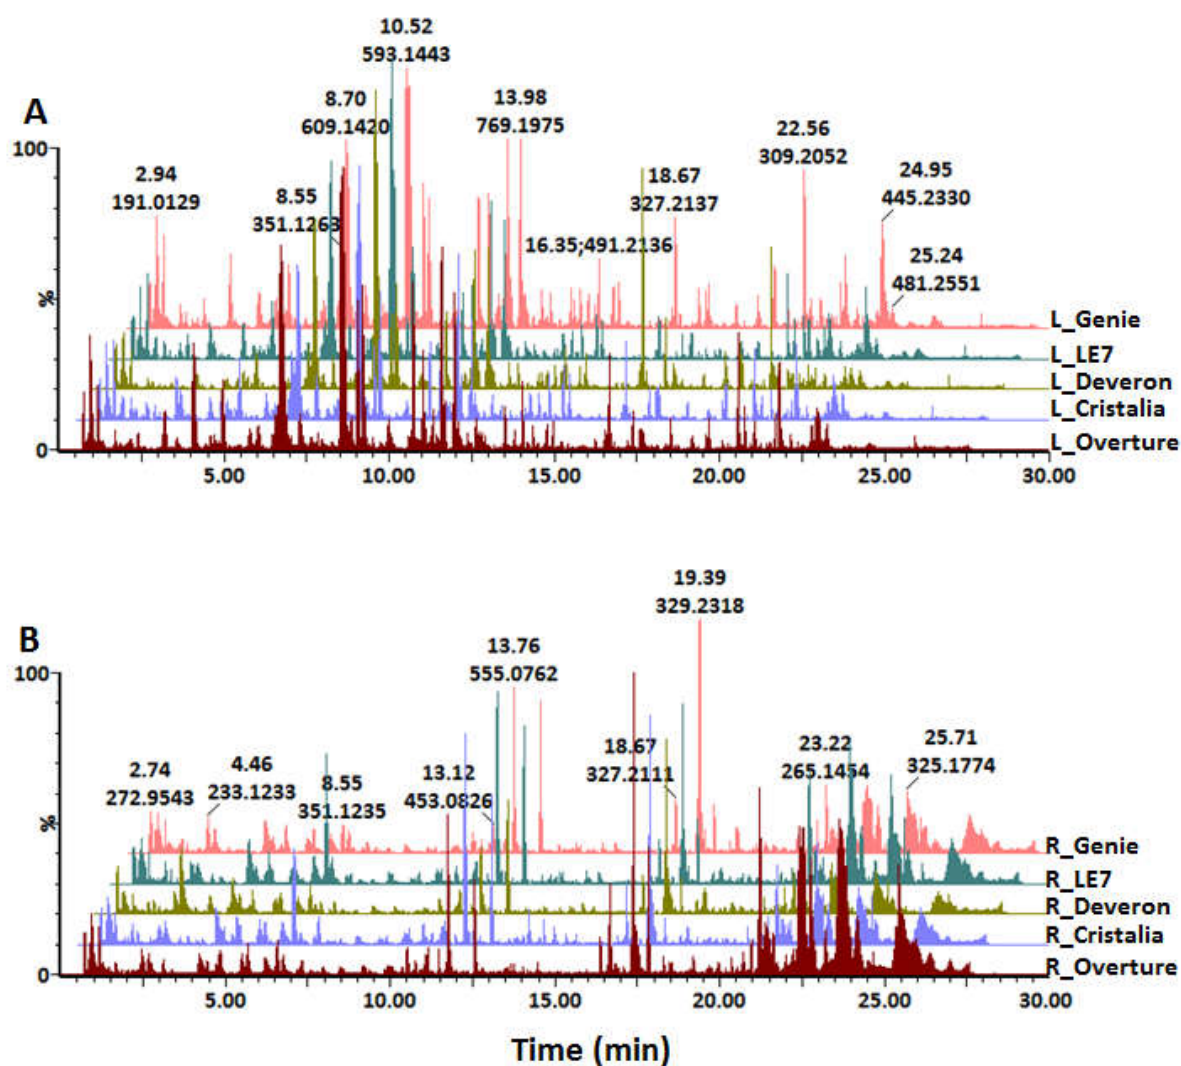 10.52
593.1443
A
8.70
609.1420
13.98
769.1975
22.56
309.2052
100
2.94
191.0129
8.55
351.1263
18.67
327.2137
24.95
445.2330
16.35;491.2136
25.24
481.2551
%
L_Genie
L_LE7
L_Deveron
L_Cristalia
L_Overture
0
5.00 10.00 15.00 20.00 25.00 30.00
19.39
329.2318
B
13.76
555.0762
100
2.74
272.9543
4.46
233.1233
8.55
351.1235
13.12
453.0826
18.67
327.2111
23.22
265.1454
25.71
325.1774
%
R_Genie
R_LE7
R_Deveron
R_Cristalia
R_Overture
0
5.00 10.00 15.00 20.00 25.00 30.00
Time (min)